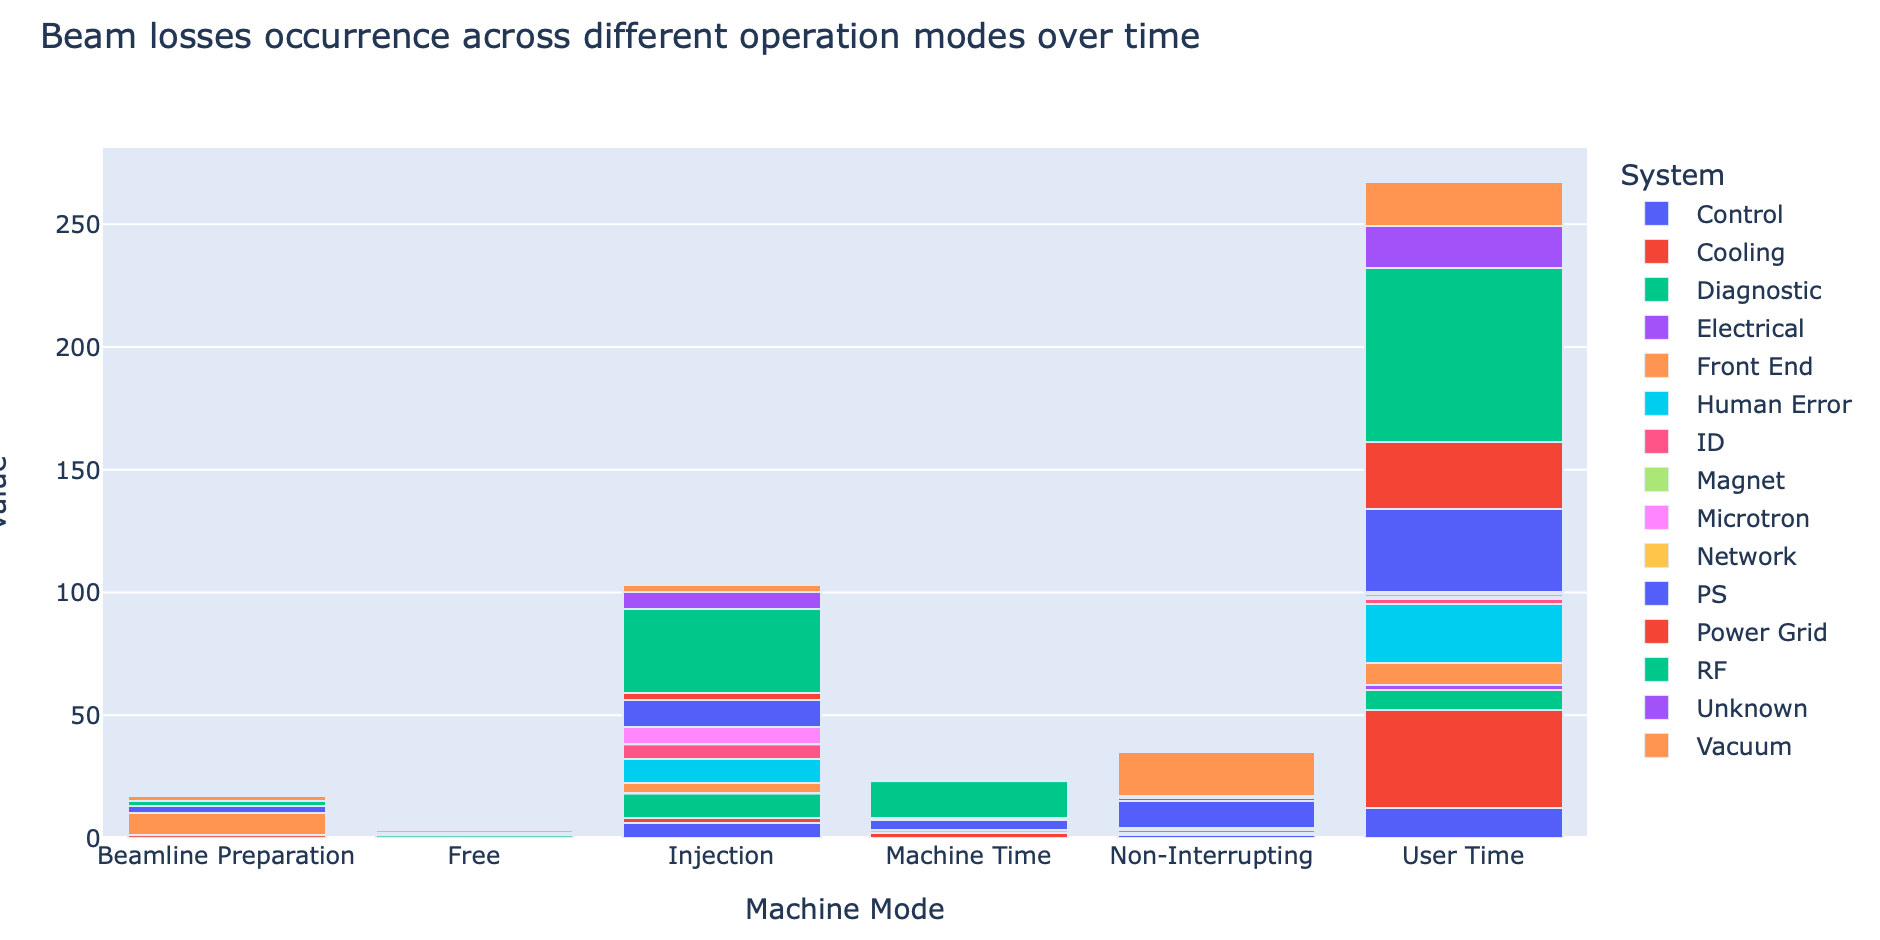 Beam losses occurrence across different operation modes over time
250
200
150
100
50
0
Beamline Preparation
Free
Injection
Machine Time
Non-Interrupting
User Time
Machine Mode
System
Control
Cooling
Diagnostic
Electrical
Front End
Human Error
ID
Magnet
Microtron
Network
PS
Power Grid
RF
Unknown
Vacuum